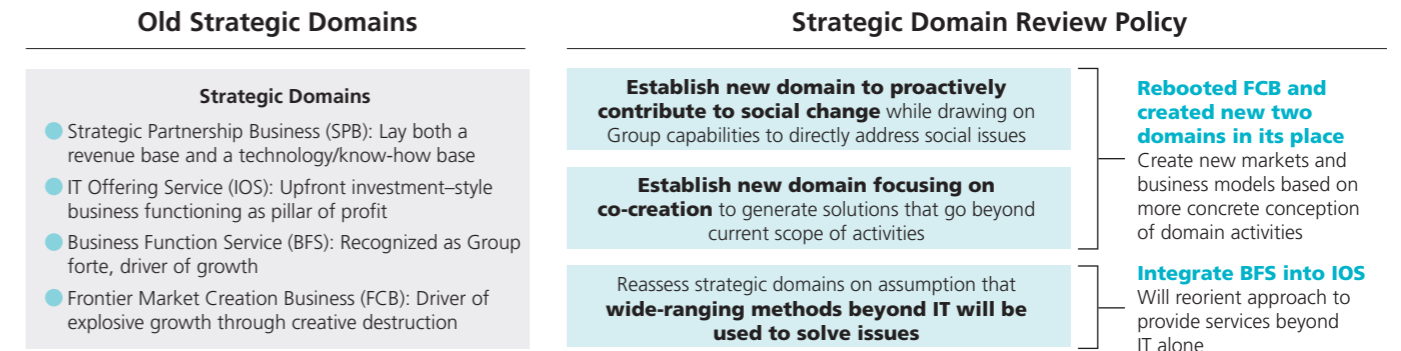 Old Strategic Domains
Strategic Domains
Strategic Partnership Business (SPB): Lay both a
revenue base and a technology/know-how base
IT Offering Service (IOS): Upfront investment–style
business functioning as pillar of profit
Business Function Service (BFS): Recognized as Group
forte, driver of growth
Frontier Market Creation Business (FCB): Driver of
explosive growth through creative destruction
Strategic Domain Review Policy
Establish new domain to proactively
contribute to social change while drawing on
Group capabilities to directly address social issues
Establish new domain focusing on
co-creation to generate solutions that go beyond
current scope of activities
Reassess strategic domains on assumption that
wide-ranging methods beyond IT will be
used to solve issues
Rebooted FCB and
created new two
domains in its place
Create new markets and
business models based on
more concrete conception
of domain activities
Integrate BFS into IOS
Will reorient approach to
provide services beyond
IT alone